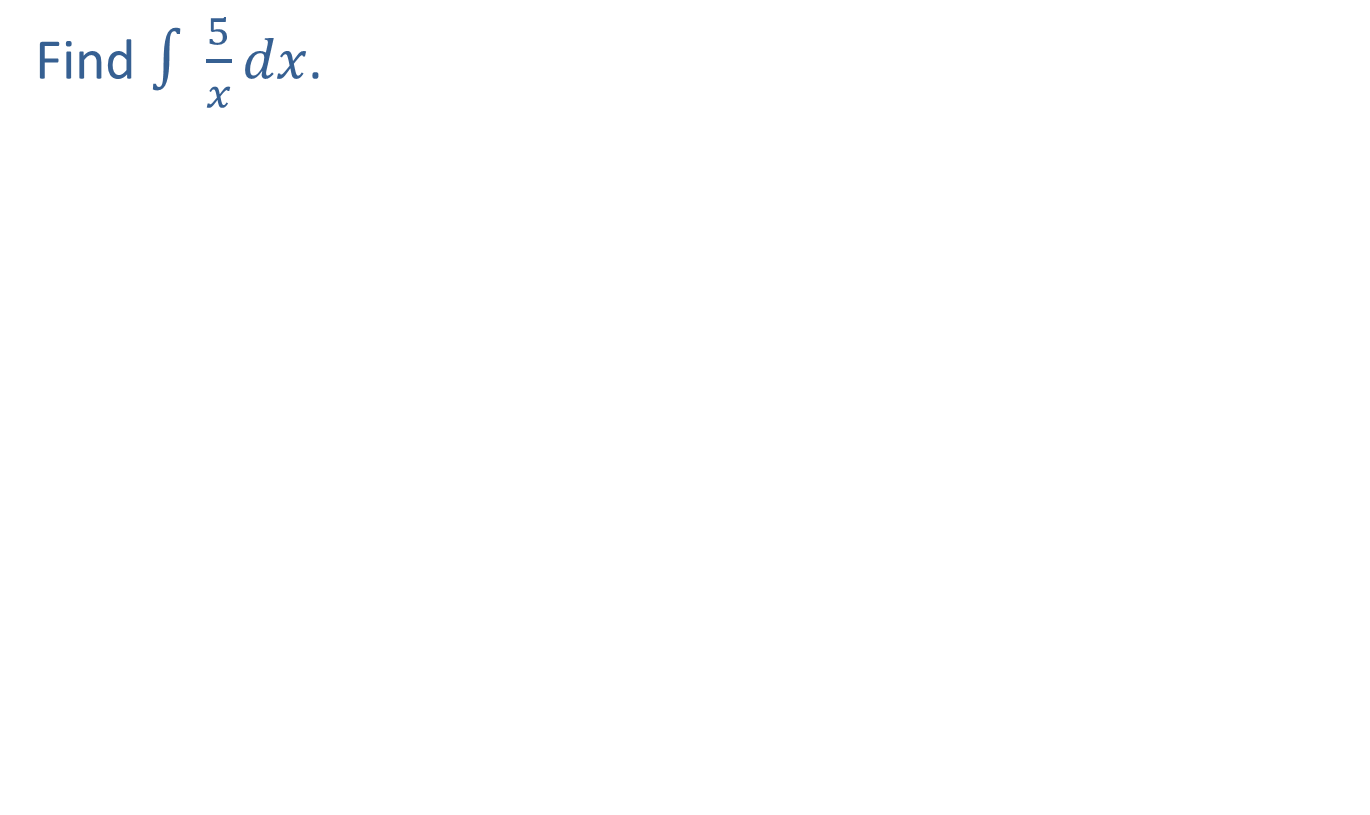 Find ∫ 5/x dx.